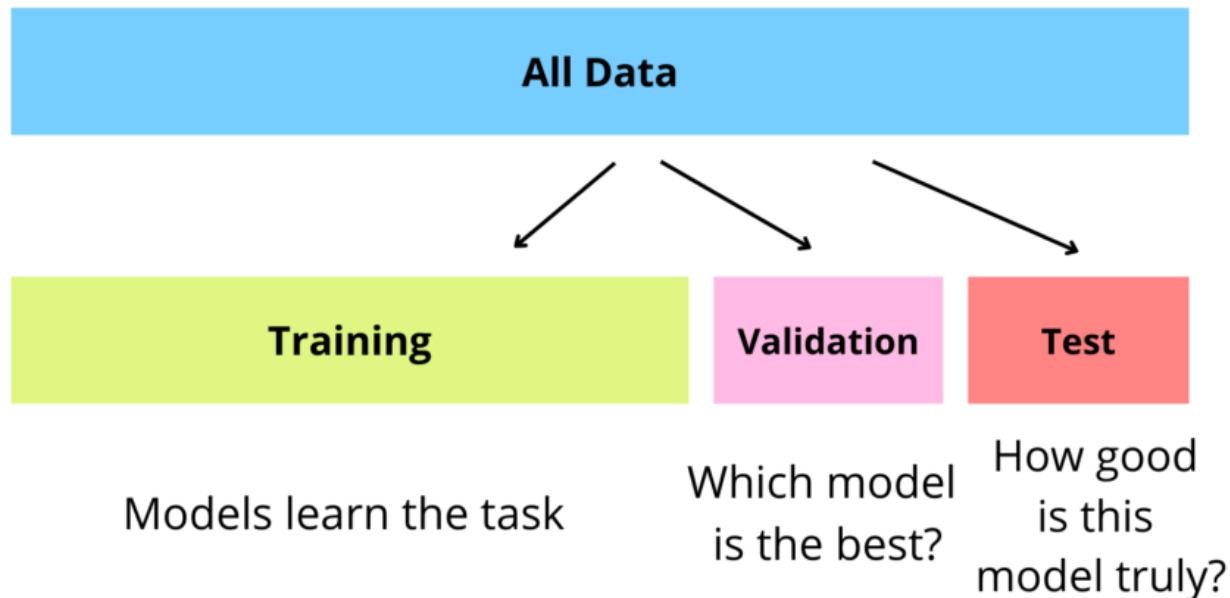 All Data
Training
Validation
Test
Models learn the task
Which model
is the best?
How good
is this
model truly?